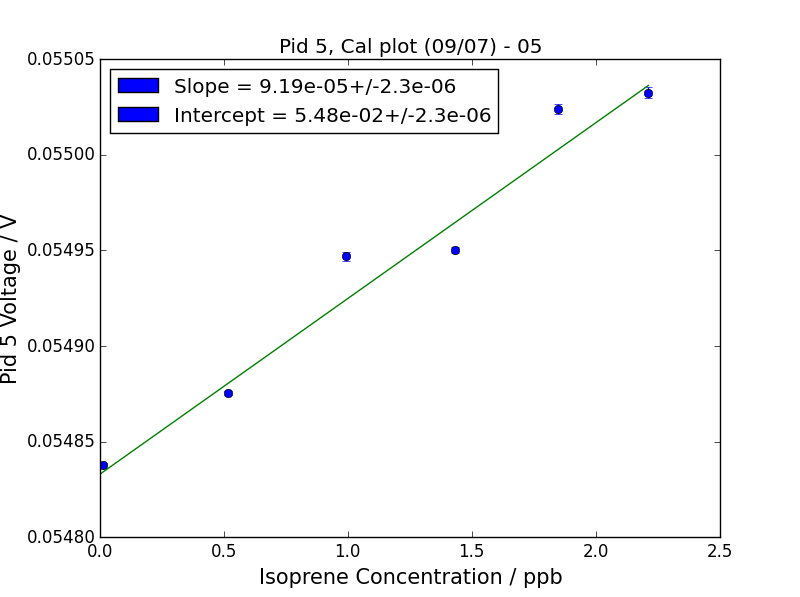 Pid 5, Cal plot (09/07) - 05
Slope = 9.19e-05+/-2.3e-06
Intercept = 5.48e-02+/-2.3e-06
Pid 5 Voltage / V
0.05505
0.05500
0.05495
0.05490
0.05485
0.05480
0.0 0.5 1.0 1.5 2.0 2.5
Isoprene Concentration / ppb